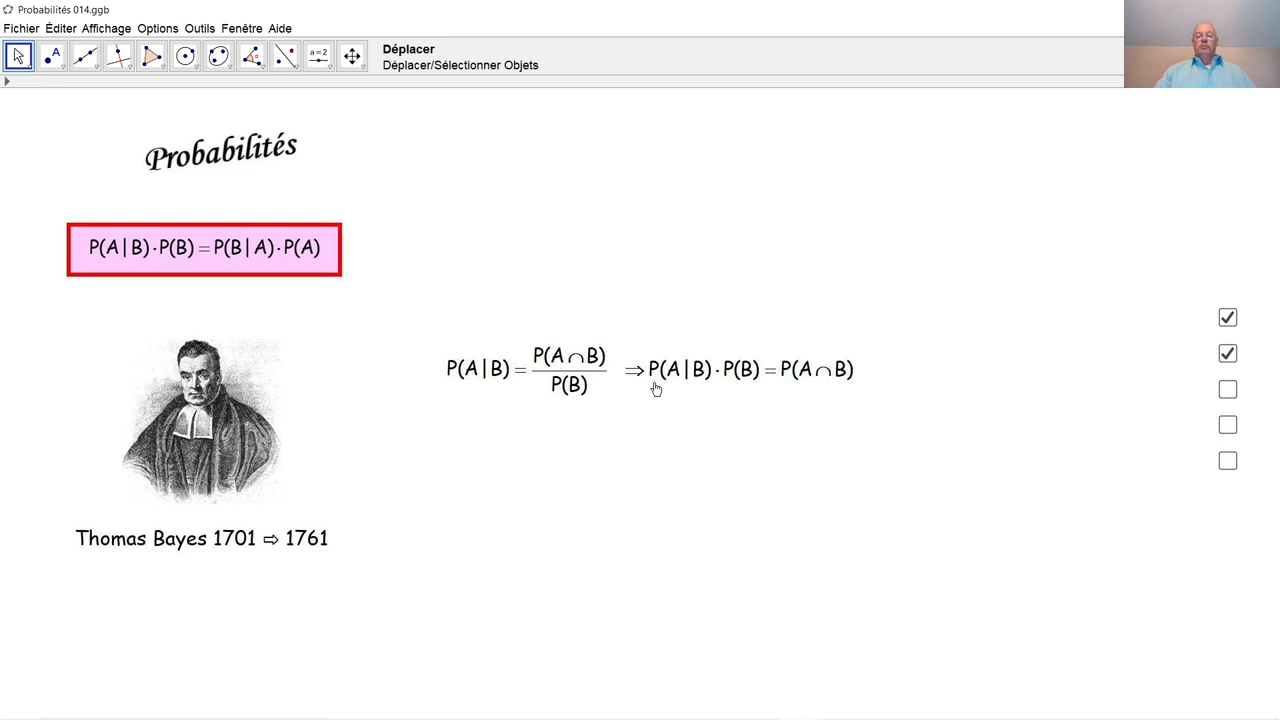 Probabilités 014.ggb
Fichier Éditer Affichage Options Outils Fenêtre Aide
A
a=2
Déplacer
Déplacer/Sélectionner Objets
Probabilités
P(A|B)·P(B)=P(B|A)·P(A)
P(A|B) = P(A∩B) / P(B) ⇒ P(A|B)·P(B)=P(A∩B)
Thomas Bayes 1701 ⇨ 1761